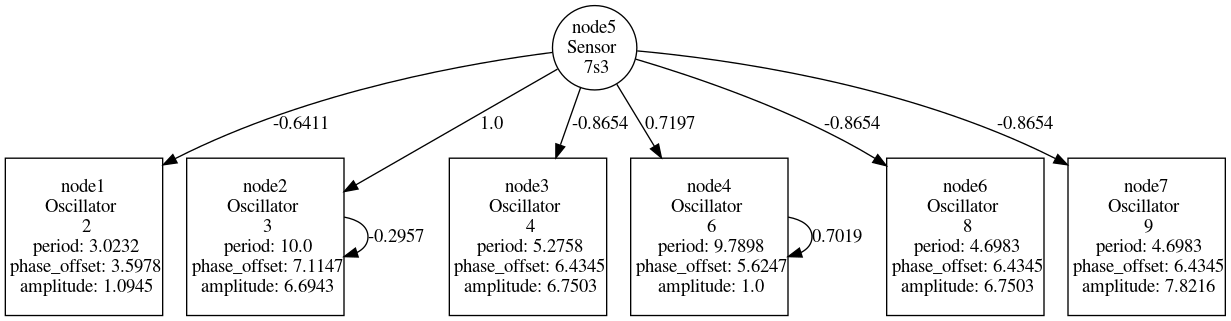 node5
Sensor
7s3
-0.6411
1.0
-0.8654
0.7197
-0.8654
-0.8654
node1
Oscillator
2
period: 3.0232
phase_offset: 3.5978
amplitude: 1.0945
node2
Oscillator
3
period: 10.0
phase_offset: 7.1147
amplitude: 6.6943
-0.2957
node3
Oscillator
4
period: 5.2758
phase_offset: 6.4345
amplitude: 6.7503
node4
Oscillator
6
period: 9.7898
phase_offset: 5.6247
amplitude: 1.0
0.7019
node6
Oscillator
8
period: 4.6983
phase_offset: 6.4345
amplitude: 6.7503
node7
Oscillator
9
period: 4.6983
phase_offset: 6.4345
amplitude: 7.8216